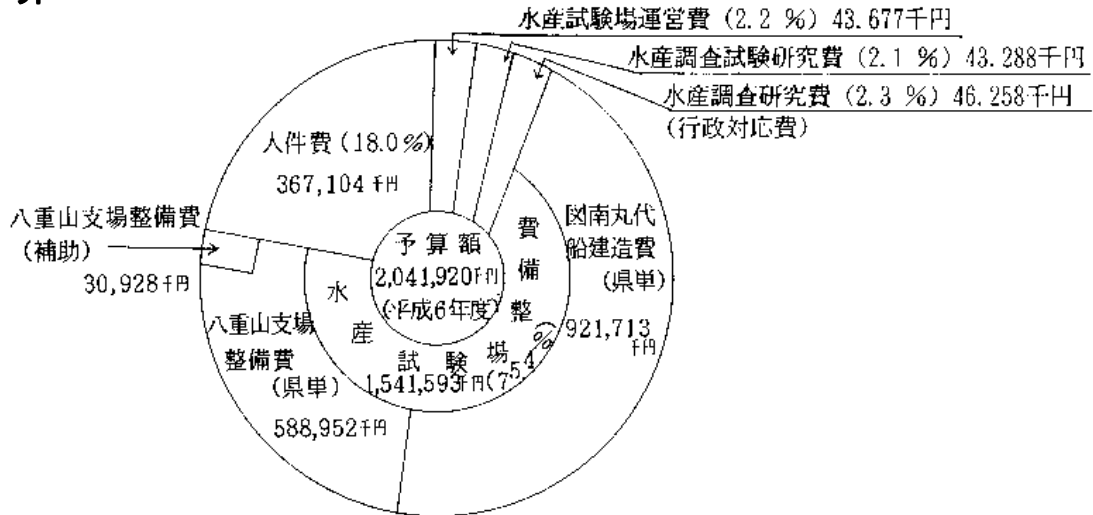 水産試験場運営費 (2.2 %) 43.677千円
水産調査試験研究費 (2.1 %) 43.288千円
水産調査研究費 (2.3 %) 46.258千円
(行政対応費)
人件費 (18.0%)
367,104千円
八重山支場整備費
(補助)
30,928千円
予算額
2,041,920千円
(平成6年度)
図南丸代
船建造費
(県単)
921,713
千円
八重山支場
整備費
(県単)
588,952千円
水産試験場整備費
1,541,593千円 (75.4%)